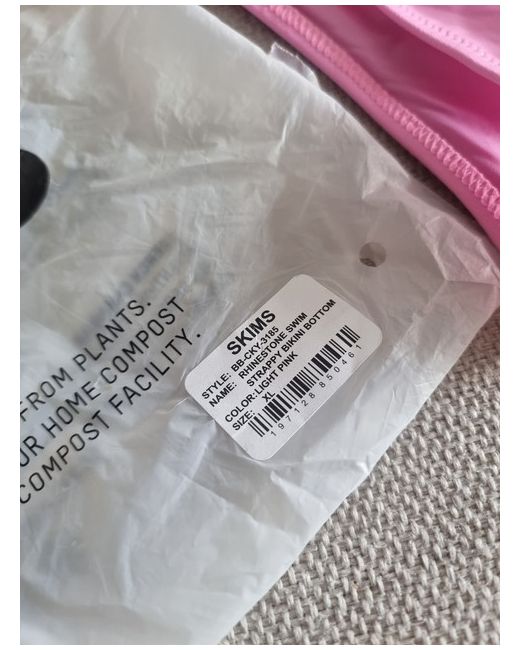 SKIMS
STYLE: BB-CKY-3185
NAME: RHINESTONE SWIM
STRAPPY BIKINI BOTTOM
COLOR: LIGHT PINK
SIZE: XL
197128850461
FROM PLANTS.
UR HOME COMPOST
COMPOST FACILITY.